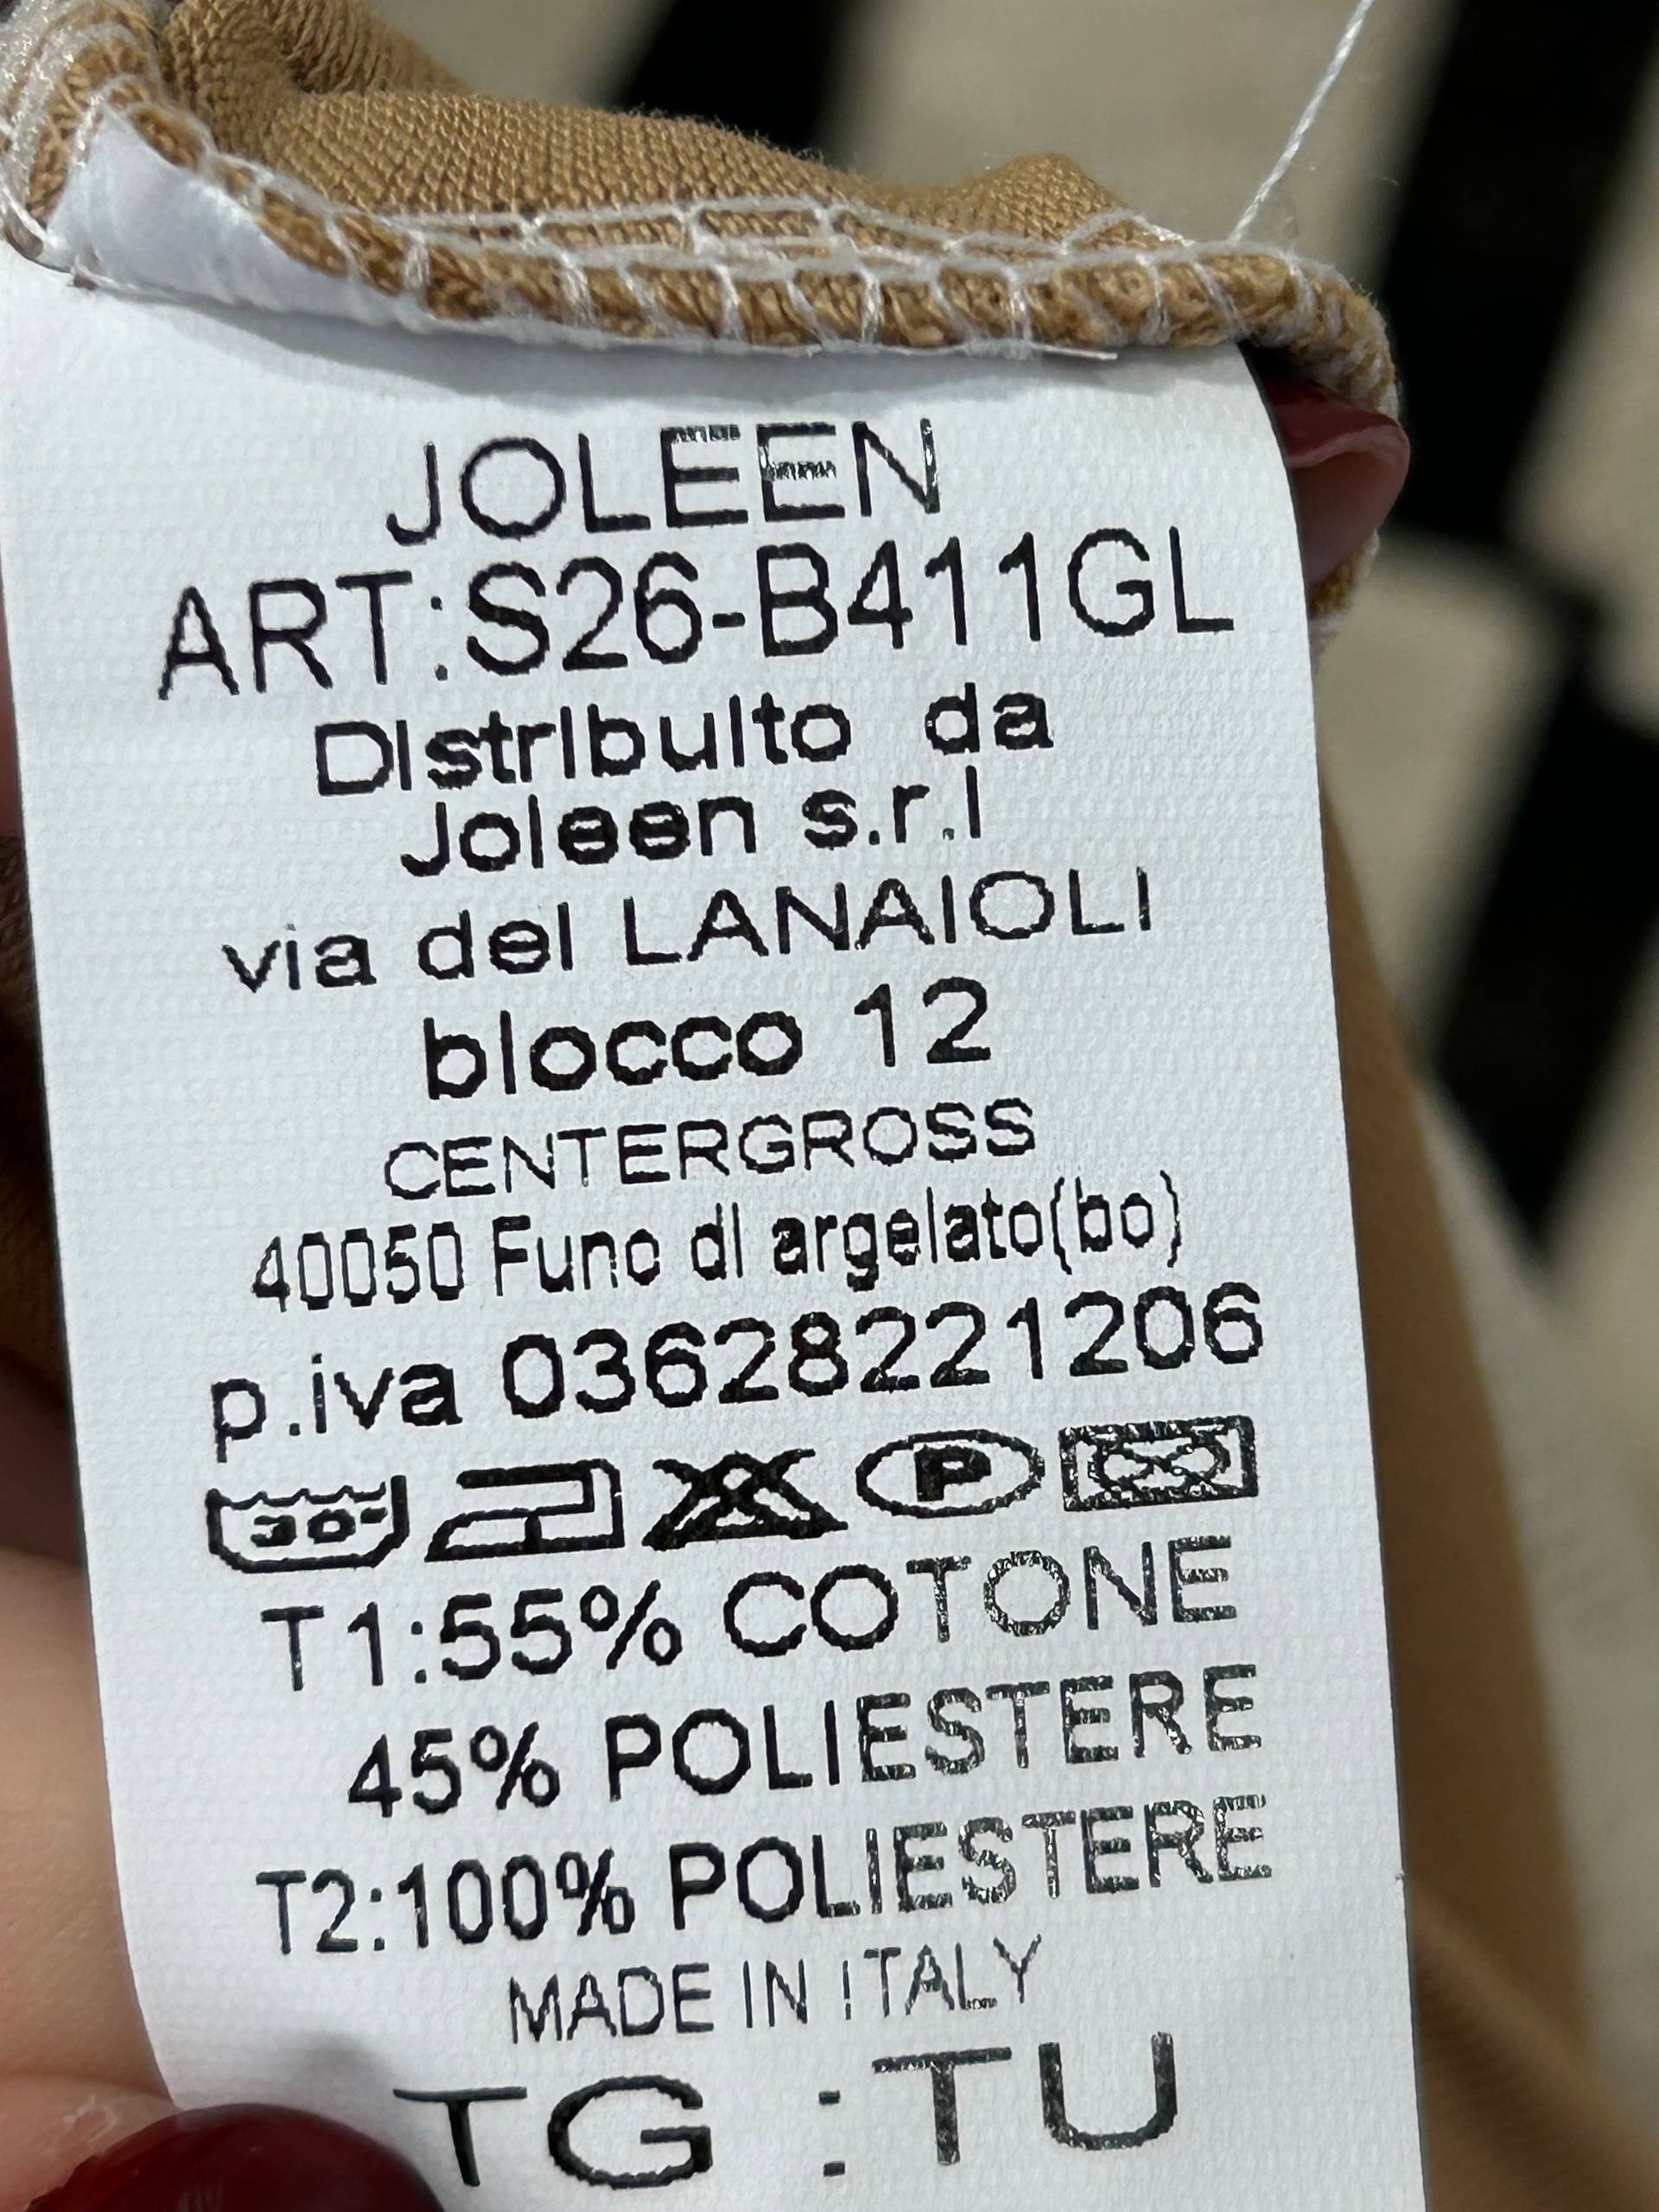 JOLEEN
ART:S26-B411GL
Distribuito da
Joleen s.r.l
via del LANAIOLI
blocco 12
CENTERGROSS
40050 Funo di argelato(bo)
p.iva 03628221206
30° P
T1:55% COTONE
45% POLIESTERE
T2:100% POLIESTERE
MADE IN ITALY
TG :TU